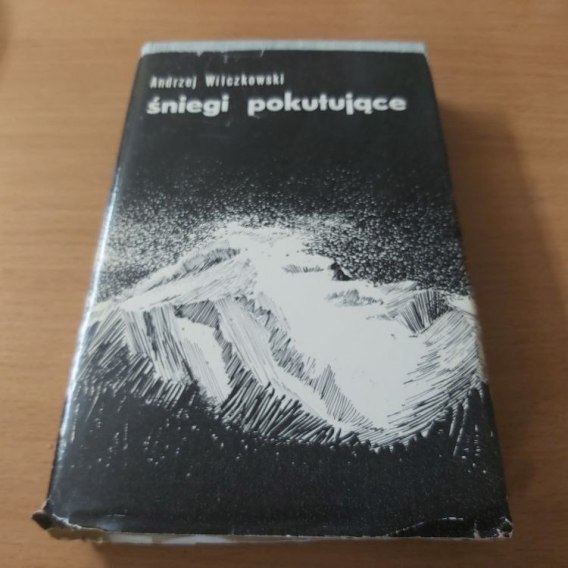 Andrzej Wilczkowski
śniegi pokutujące